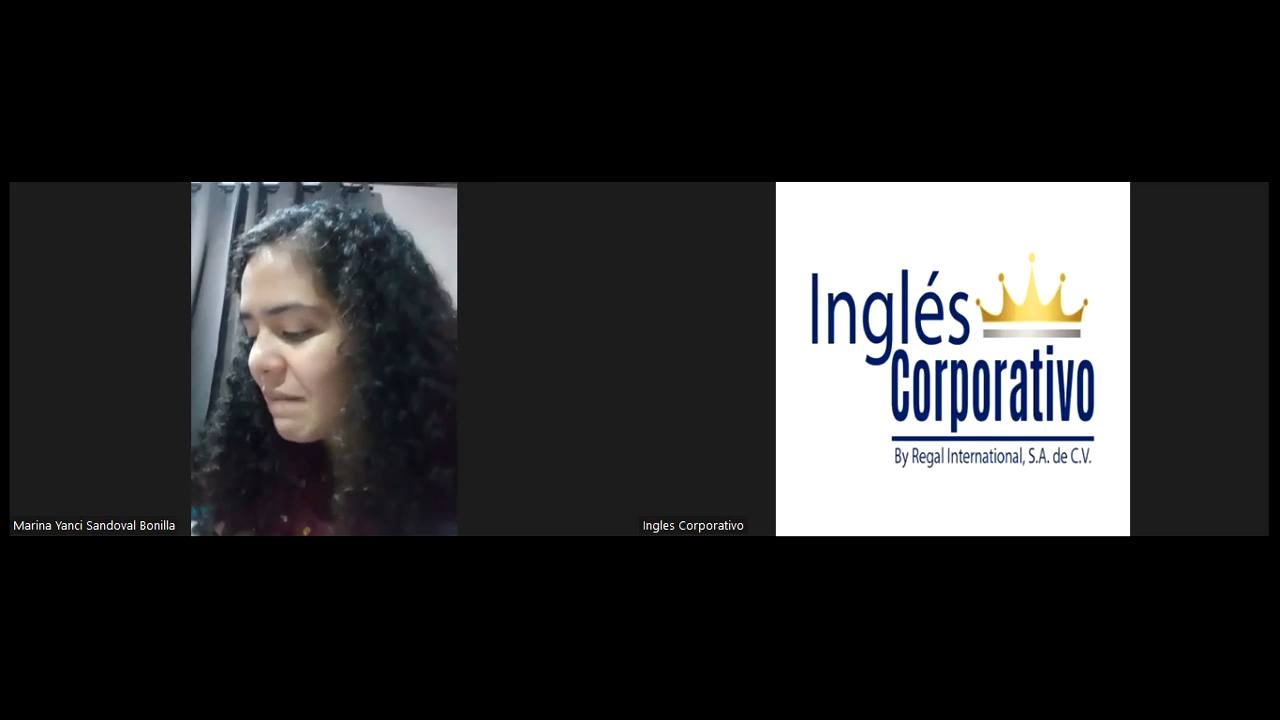 Inglés
Corporativo
By Regal International, S.A. de C.V.
Marina Yanci Sandoval Bonilla
Ingles Corporativo